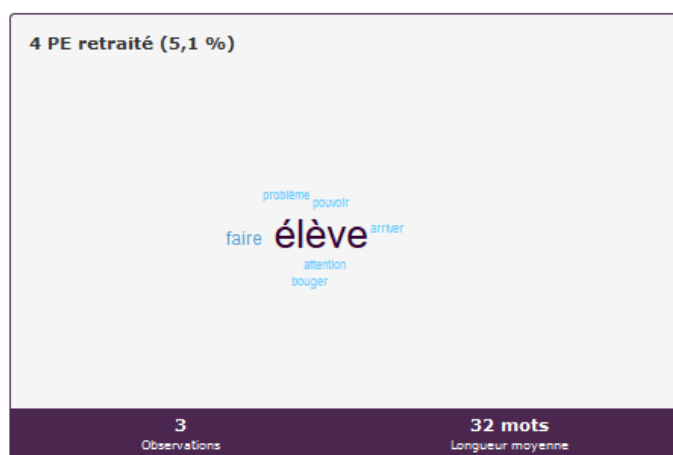 4 PE retraité (5,1 %)
problème
pouvoir
faire élève arriver
attention
bouger
3 32 mots
Observations Longueur moyenne